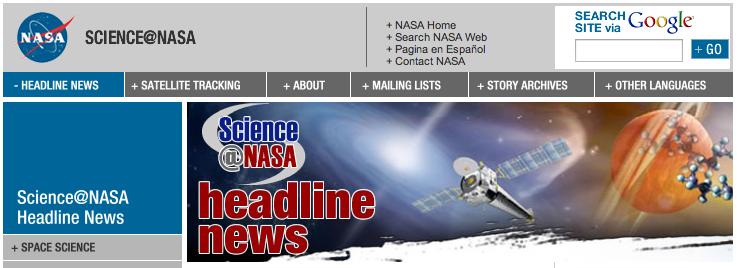 NASA
SCIENCE@NASA
+ NASA Home
+ Search NASA Web
+ Pagina en Español
+ Contact NASA
SEARCH
SITE via
Google
+ GO
- HEADLINE NEWS
+ SATELLITE TRACKING
+ ABOUT
+ MAILING LISTS
+ STORY ARCHIVES
+ OTHER LANGUAGES
Science@NASA
Headline News
+ SPACE SCIENCE
Science
@NASA
headline
news